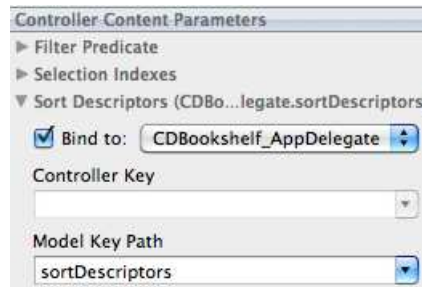 Controller Content Parameters
Filter Predicate
Selection Indexes
Sort Descriptors (CDBo...legate.sortDescriptors
Bind to: CDBookshelf_AppDelegate
Controller Key
Model Key Path
sortDescriptors